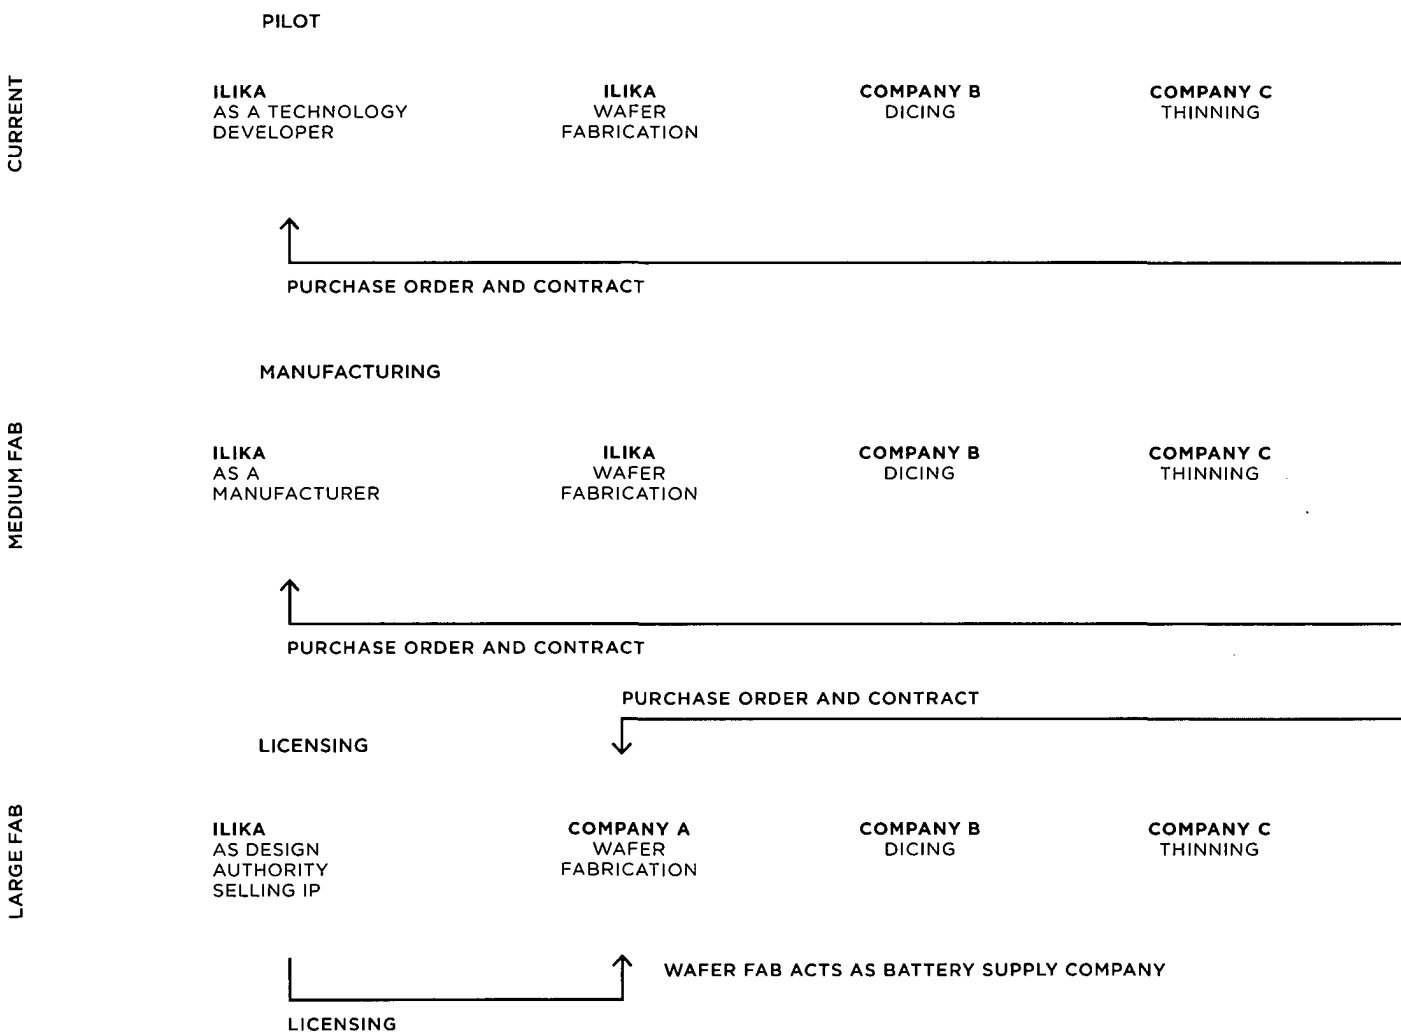 PILOT
CURRENT
ILIKA
AS A TECHNOLOGY
DEVELOPER
ILIKA
WAFER
FABRICATION
COMPANY B
DICING
COMPANY C
THINNING
PURCHASE ORDER AND CONTRACT
MANUFACTURING
MEDIUM FAB
ILIKA
AS A
MANUFACTURER
ILIKA
WAFER
FABRICATION
COMPANY B
DICING
COMPANY C
THINNING
PURCHASE ORDER AND CONTRACT
PURCHASE ORDER AND CONTRACT
LICENSING
LARGE FAB
ILIKA
AS DESIGN
AUTHORITY
SELLING IP
COMPANY A
WAFER
FABRICATION
COMPANY B
DICING
COMPANY C
THINNING
WAFER FAB ACTS AS BATTERY SUPPLY COMPANY
LICENSING